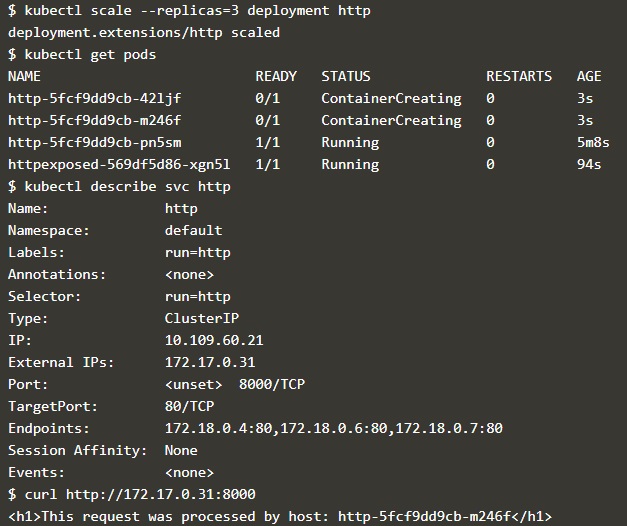 $ kubectl scale --replicas=3 deployment http
deployment.extensions/http scaled
$ kubectl get pods
NAME                          READY   STATUS              RESTARTS   AGE
http-5fcf9dd9cb-42ljf         0/1     ContainerCreating   0          3s
http-5fcf9dd9cb-m246f         0/1     ContainerCreating   0          3s
http-5fcf9dd9cb-pn5sm         1/1     Running             0          5m8s
httpexposed-569df5d86-xgn5l   1/1     Running             0          94s
$ kubectl describe svc http
Name:              http
Namespace:         default
Labels:            run=http
Annotations:       <none>
Selector:          run=http
Type:              ClusterIP
IP:                10.109.60.21
External IPs:      172.17.0.31
Port:              <unset>  8000/TCP
TargetPort:        80/TCP
Endpoints:         172.18.0.4:80,172.18.0.6:80,172.18.0.7:80
Session Affinity:  None
Events:            <none>
$ curl http://172.17.0.31:8000
<h1>This request was processed by host: http-5fcf9dd9cb-m246f</h1>